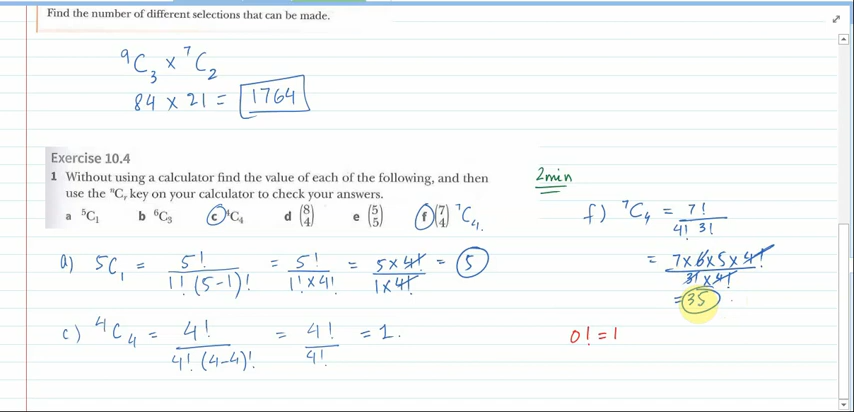 Find the number of different selections that can be made.
⁹C₃ × ⁷C₂
84 × 21 = 1764
Exercise 10.4
1 Without using a calculator find the value of each of the following, and then
use the ⁿCᵣ key on your calculator to check your answers.
a ⁵C₁ b ⁶C₃ c ⁴C₄ d (8 4) e (5 5) f (7 4) ⁷C₄.
2min
a) 5C₁ = 5! / 1!(5-1)! = 5! / 1!×4! = 5×4! / 1×4! = 5
c) ⁴C₄ = 4! / 4!(4-4)! = 4! / 4! = 1.
f) ⁷C₄ = 7! / 4! 3!
= 7×6×5×4! / 3!×4!
= 35
0! = 1